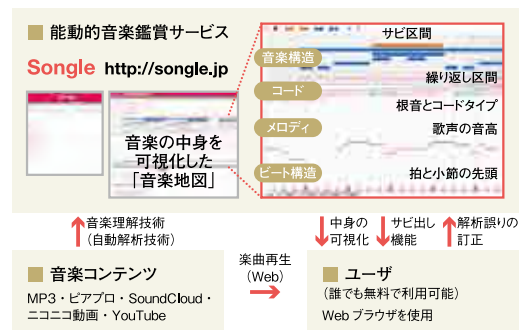 能動的音楽鑑賞サービス
Songle http://songle.jp
音楽の中身を
可視化した
「音楽地図」
サビ区間
音楽構造
繰り返し区間
コード
根音とコードタイプ
メロディ
歌声の音高
ビート構造
拍と小節の先頭
音楽理解技術
(自動解析技術)
中身の
可視化
サビ出し
機能
解析誤りの
訂正
音楽コンテンツ
MP3・ピアプロ・SoundCloud・
ニコニコ動画・YouTube
楽曲再生
(Web)
ユーザ
(誰でも無料で利用可能)
Web ブラウザを使用